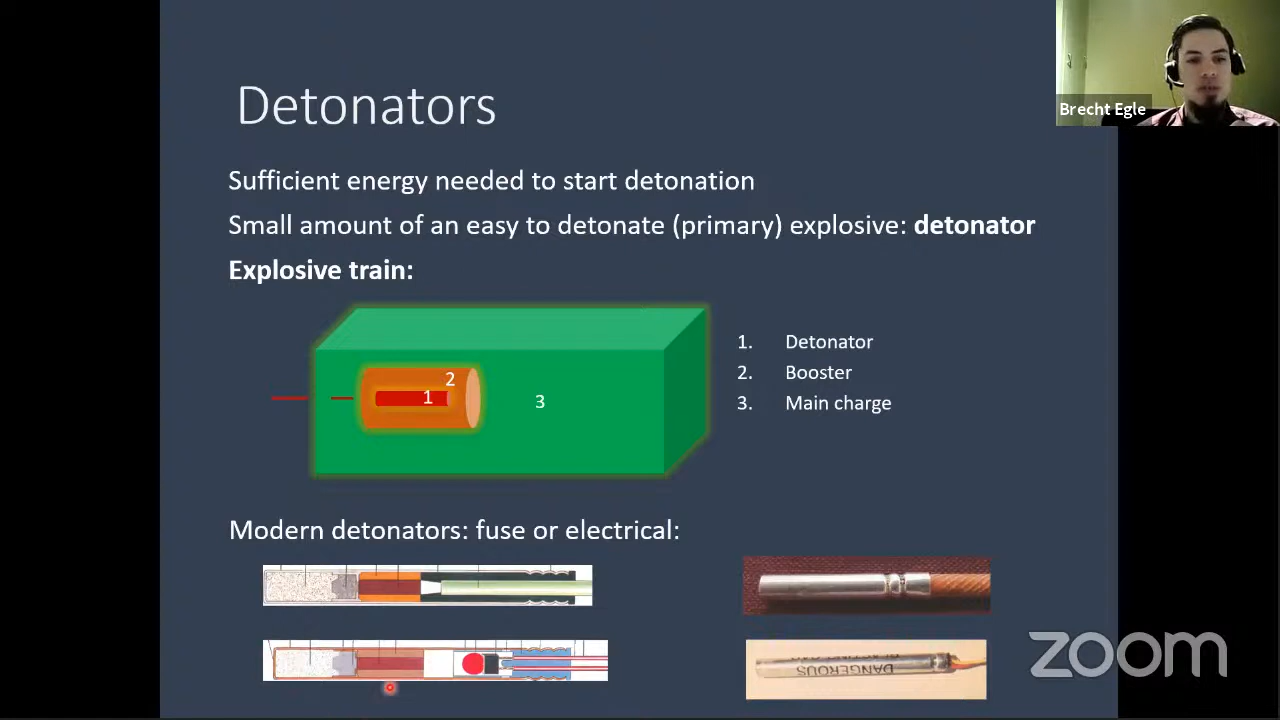 Detonators
Brecht Egle
Sufficient energy needed to start detonation
Small amount of an easy to detonate (primary) explosive: detonator
Explosive train:
2
1
3
1. Detonator
2. Booster
3. Main charge
Modern detonators: fuse or electrical:
DANGEROUS
zoom